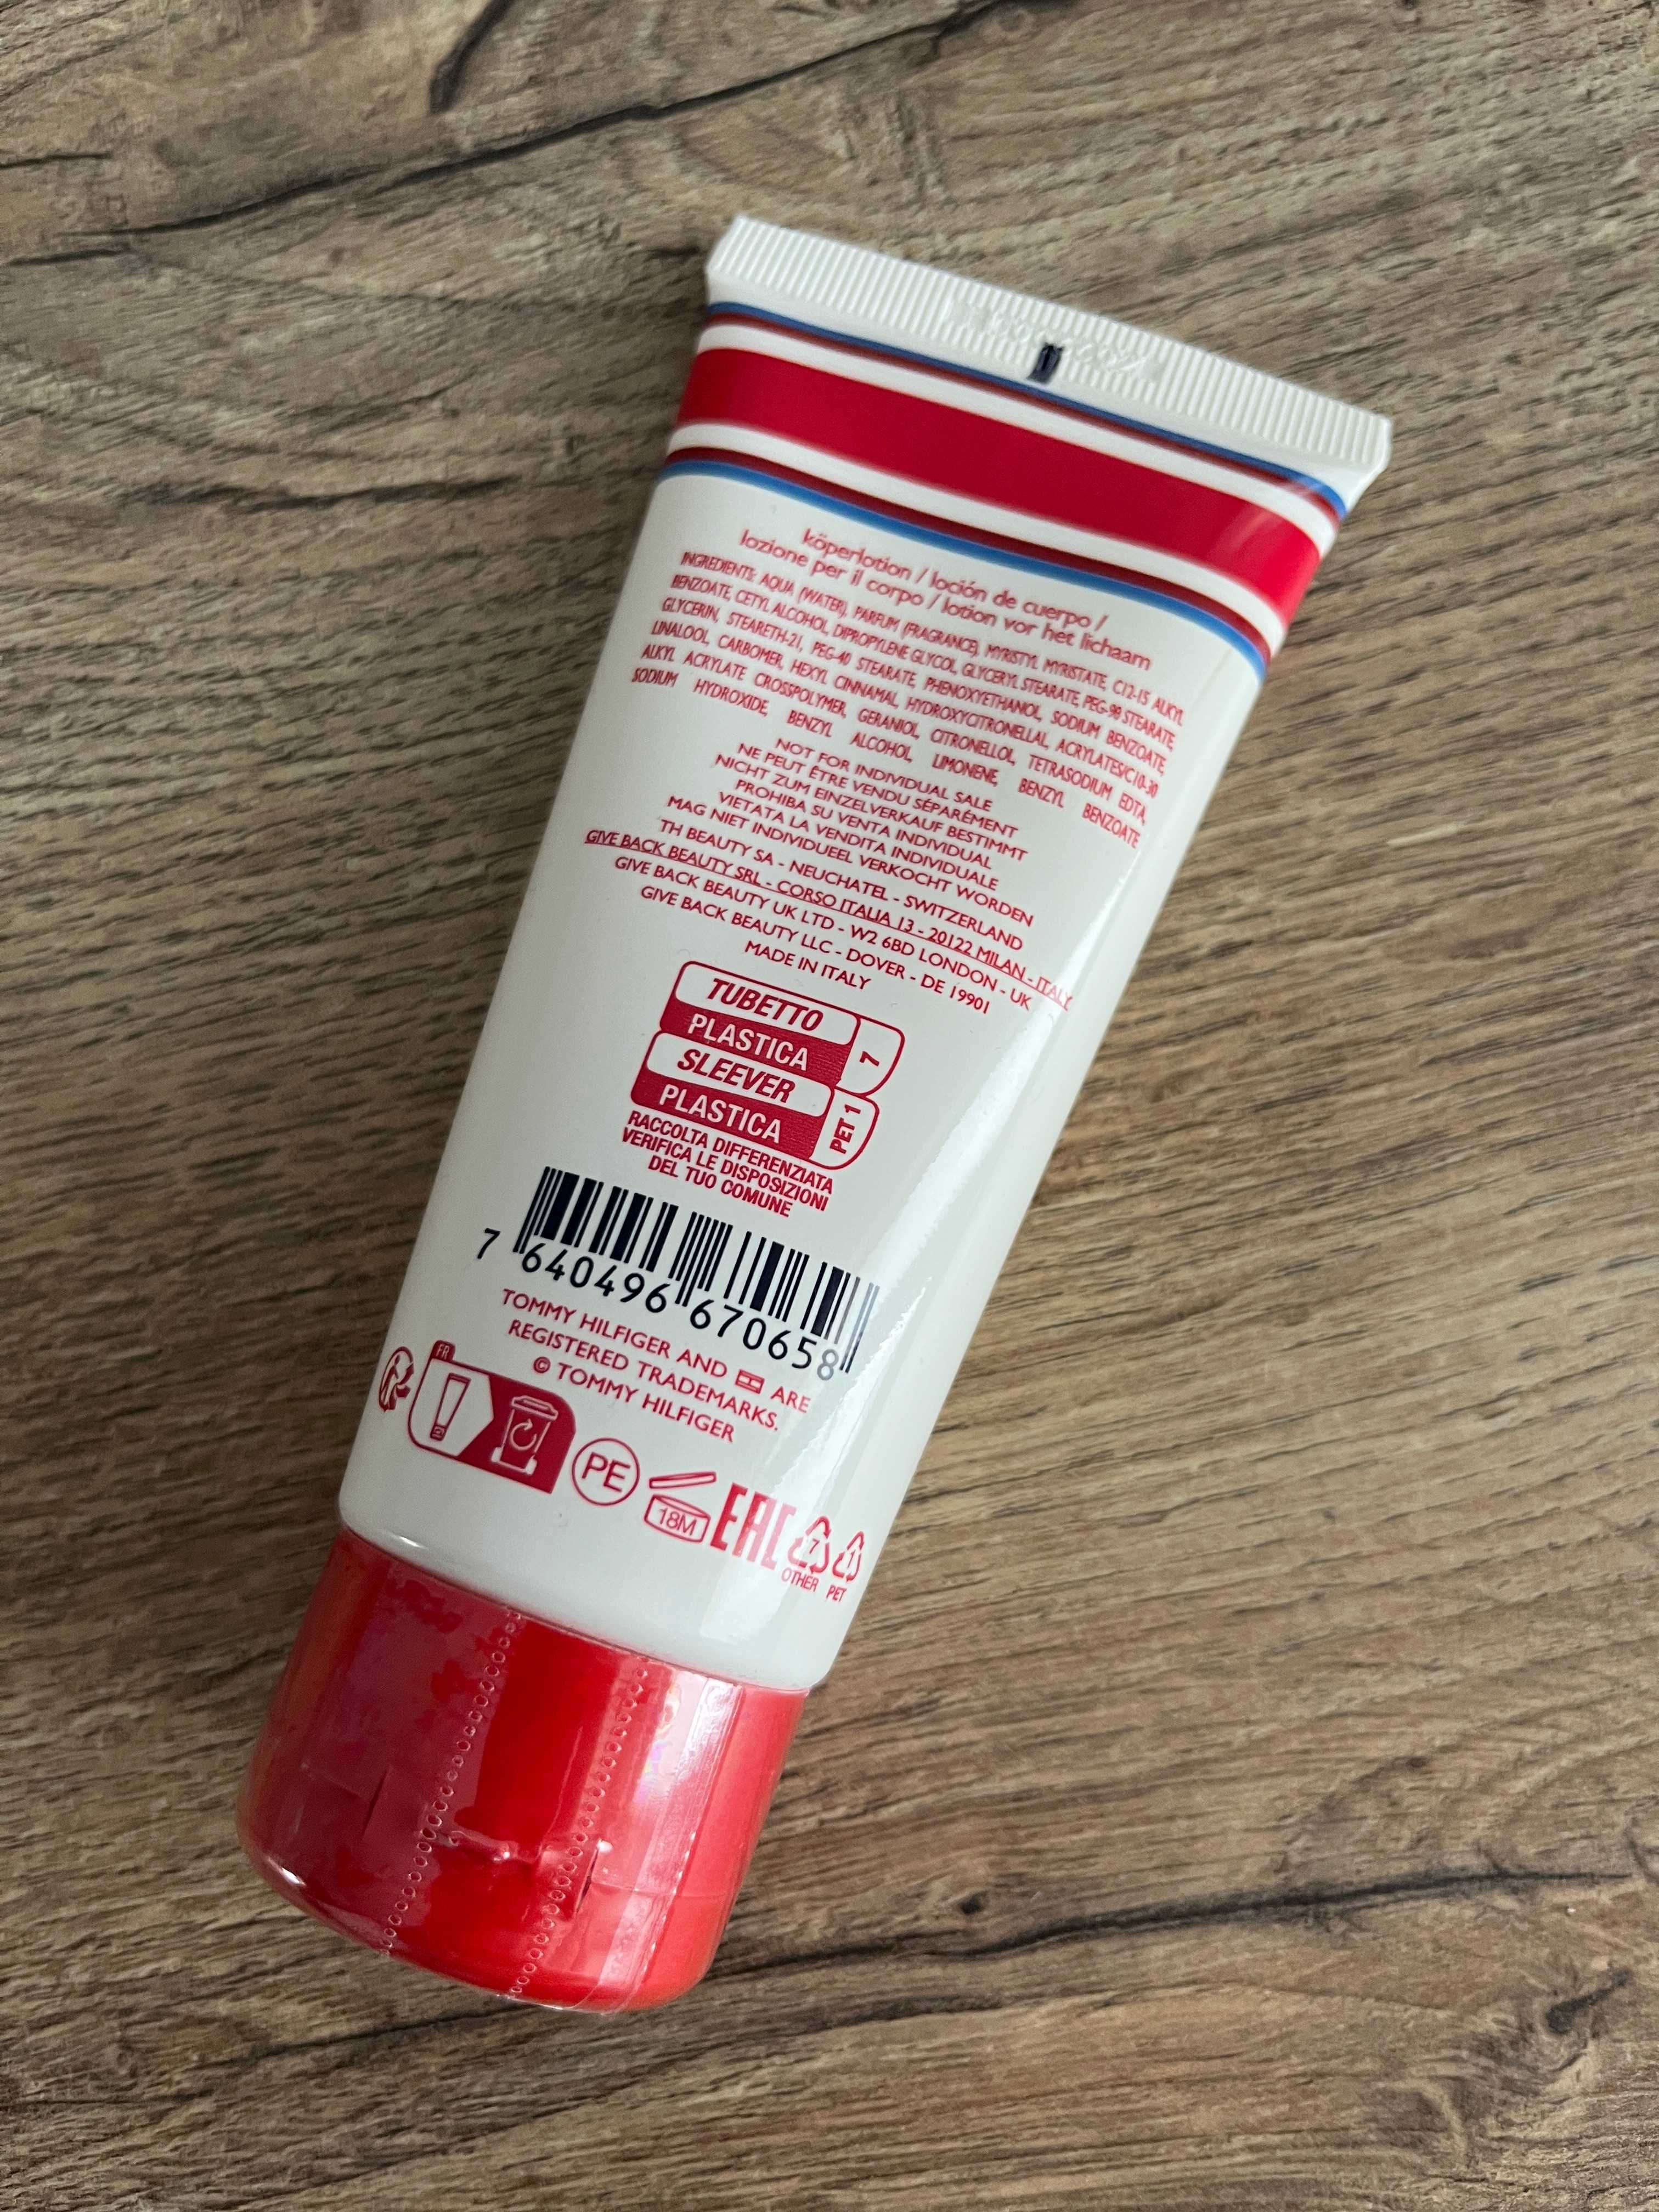 köperlotion / loción de cuerpo /
lozione per il corpo / lotion vor het lichaam
INGREDIENTS: AQUA (WATER), PARFUM (FRAGRANCE), MYRISTYL MYRISTATE, C12-15 ALKYL
BENZOATE, CETYL ALCOHOL, DIPROPYLENE GLYCOL, GLYCERYL STEARATE, PEG-98 STEARATE,
GLYCERIN, STEARETH-21, PEG-40 STEARATE, PHENOXYETHANOL, SODIUM BENZOATE,
LINALOOL, CARBOMER, HEXYL CINNAMAL, HYDROXYCITRONELLAL, ACRYLATES/C10-30
ALKYL ACRYLATE CROSSPOLYMER, GERANIOL, CITRONELLOL, TETRASODIUM EDTA,
SODIUM HYDROXIDE, BENZYL ALCOHOL, LIMONENE, BENZYL BENZOATE
NOT FOR INDIVIDUAL SALE
NE PEUT ÊTRE VENDU SÉPARÉMENT
NICHT ZUM EINZELVERKAUF BESTIMMT
PROHIBA SU VENTA INDIVIDUAL
VIETATA LA VENDITA INDIVIDUALE
MAG NIET INDIVIDUEEL VERKOCHT WORDEN
TH BEAUTY SA - NEUCHATEL - SWITZERLAND
GIVE BACK BEAUTY SRL - CORSO ITALIA 13 - 20122 MILAN - ITALY
GIVE BACK BEAUTY UK LTD - W2 6BD LONDON - UK
GIVE BACK BEAUTY LLC - DOVER - DE 19901
MADE IN ITALY
TUBETTO
PLASTICA 7
SLEEVER
PLASTICA PET 1
RACCOLTA DIFFERENZIATA
VERIFICA LE DISPOSIZIONI
DEL TUO COMUNE
7 640496 670658
TOMMY HILFIGER AND ARE
REGISTERED TRADEMARKS.
© TOMMY HILFIGER
FR
PE 18M EAC 7 1
OTHER PET